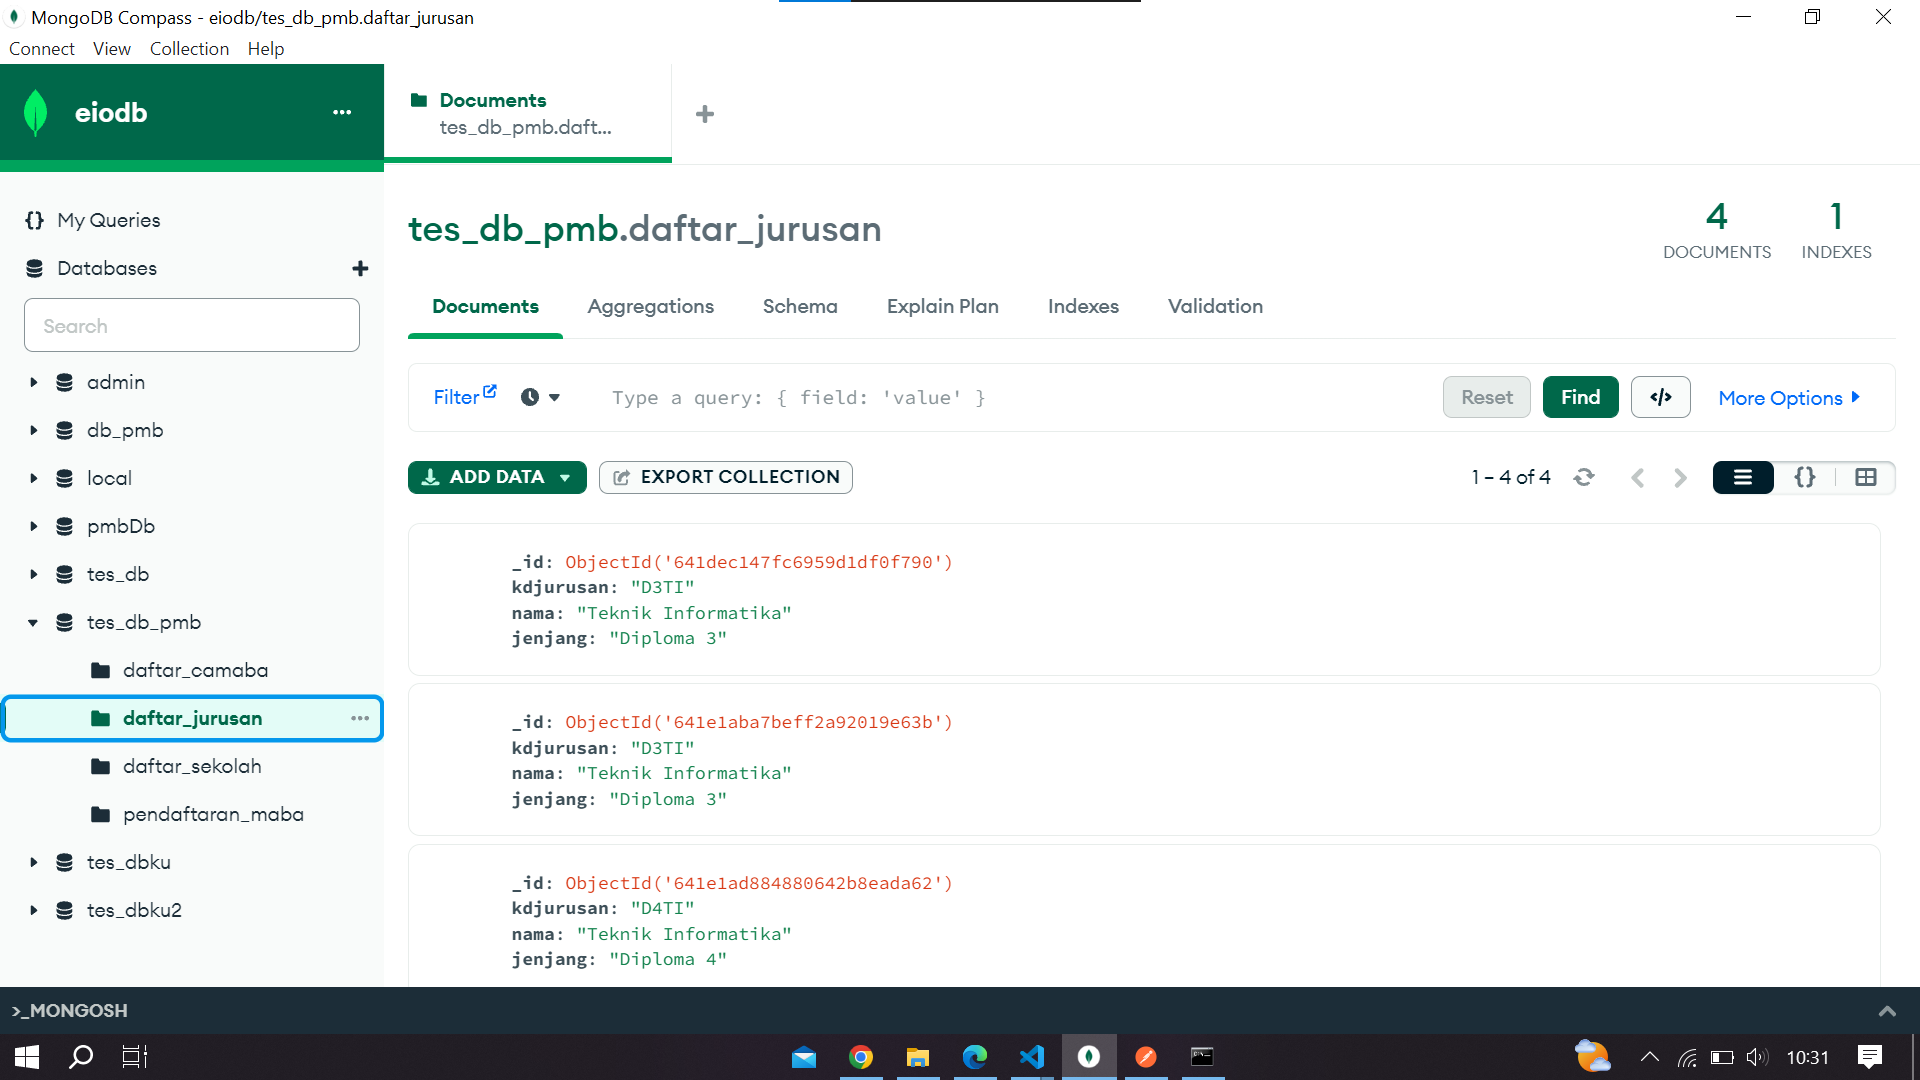 MongoDB Compass - eiodb/tes_db_pmb.daftar_jurusan
Connect View Collection Help
eiodb
Documents
tes_db_pmb.daft...
My Queries
Databases
Search
admin
db_pmb
local
pmbDb
tes_db
tes_db_pmb
daftar_camaba
daftar_jurusan
daftar_sekolah
pendaftaran_maba
tes_dbku
tes_dbku2
tes_db_pmb.daftar_jurusan
4
DOCUMENTS
1
INDEXES
Documents Aggregations Schema Explain Plan Indexes Validation
Filter Type a query: { field: 'value' } Reset Find </> More Options
ADD DATA EXPORT COLLECTION 1 – 4 of 4 {}
_id: ObjectId('641dec147fc6959d1df0f790')
kdjurusan: "D3TI"
nama: "Teknik Informatika"
jenjang: "Diploma 3"
_id: ObjectId('641e1aba7beff2a92019e63b')
kdjurusan: "D3TI"
nama: "Teknik Informatika"
jenjang: "Diploma 3"
_id: ObjectId('641e1ad884880642b8eada62')
kdjurusan: "D4TI"
nama: "Teknik Informatika"
jenjang: "Diploma 4"
>_MONGOSH
10:31